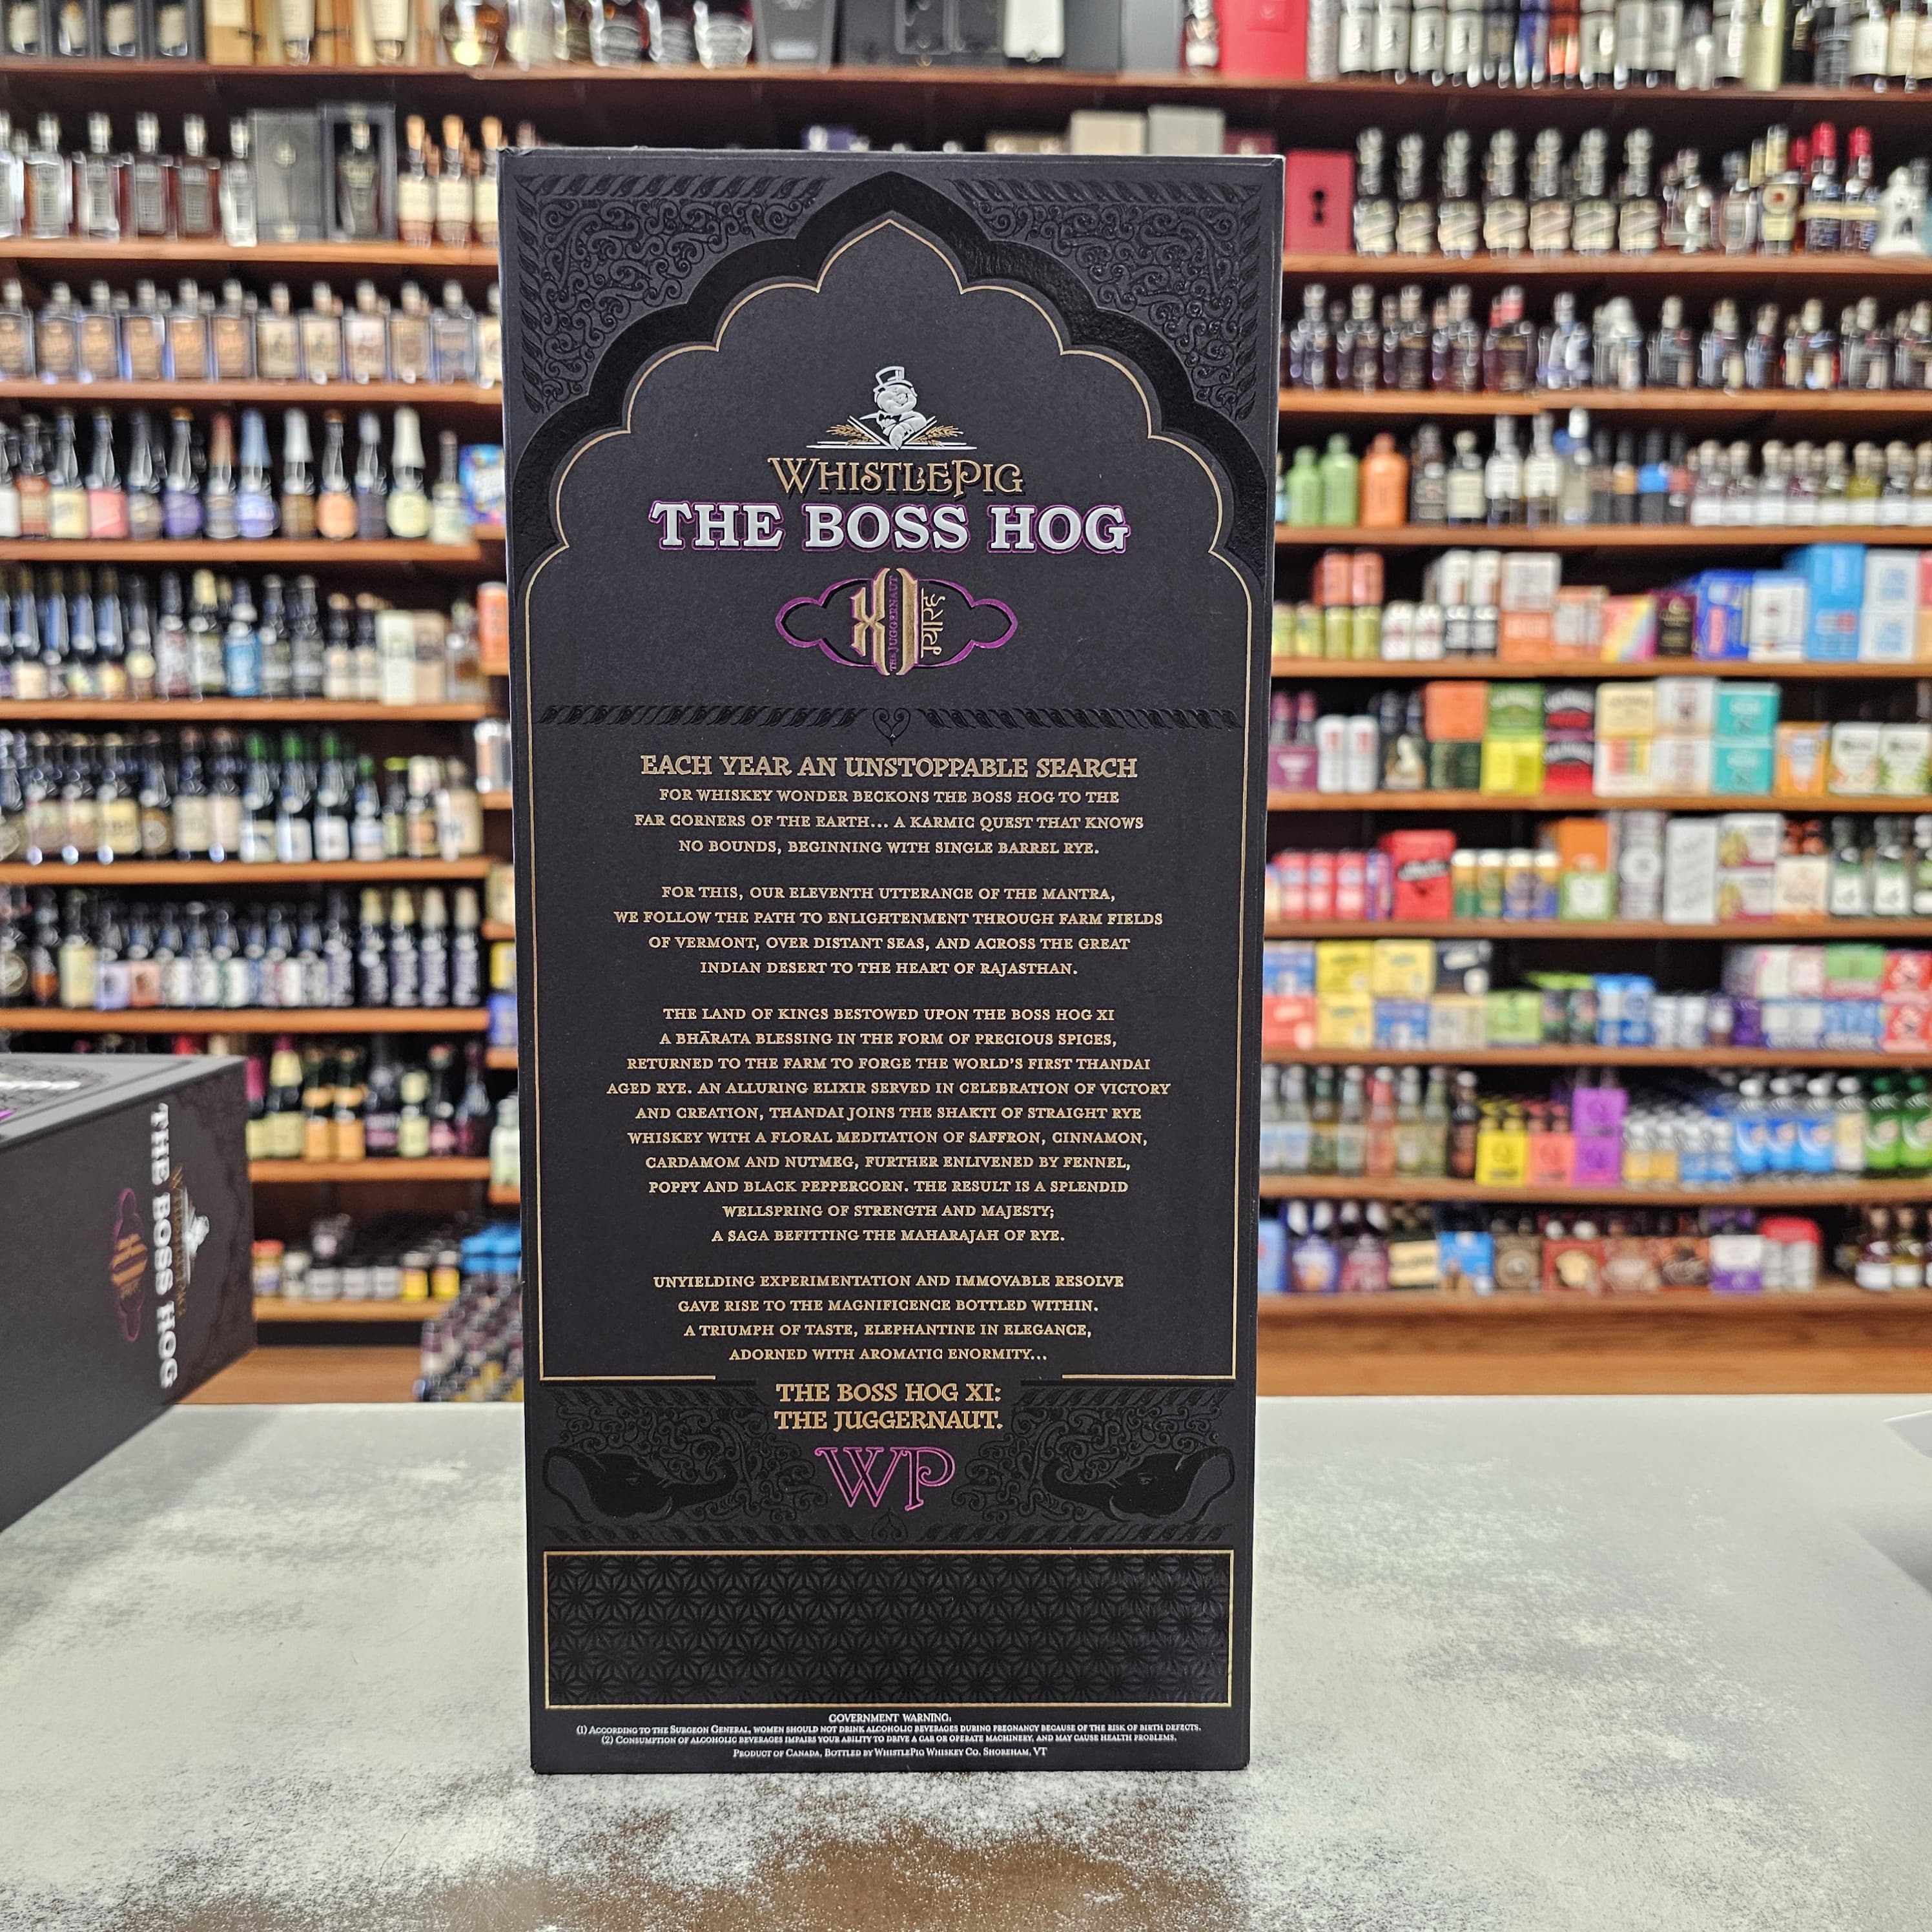 WHISTLEPIG
THE BOSS HOG
XI
THE JUGGERNAUT
EACH YEAR AN UNSTOPPABLE SEARCH
FOR WHISKEY WONDER BECKONS THE BOSS HOG TO THE
FAR CORNERS OF THE EARTH... A KARMIC QUEST THAT KNOWS
NO BOUNDS, BEGINNING WITH SINGLE BARREL RYE.
FOR THIS, OUR ELEVENTH UTTERANCE OF THE MANTRA,
WE FOLLOW THE PATH TO ENLIGHTENMENT THROUGH FARM FIELDS
OF VERMONT, OVER DISTANT SEAS, AND ACROSS THE GREAT
INDIAN DESERT TO THE HEART OF RAJASTHAN.
THE LAND OF KINGS BESTOWED UPON THE BOSS HOG XI
A BHĀRATA BLESSING IN THE FORM OF PRECIOUS SPICES,
RETURNED TO THE FARM TO FORGE THE WORLD'S FIRST THANDAI
AGED RYE. AN ALLURING ELIXIR SERVED IN CELEBRATION OF VICTORY
AND CREATION, THANDAI JOINS THE SHAKTI OF STRAIGHT RYE
WHISKEY WITH A FLORAL MEDITATION OF SAFFRON, CINNAMON,
CARDAMOM AND NUTMEG, FURTHER ENLIVENED BY FENNEL,
POPPY AND BLACK PEPPERCORN. THE RESULT IS A SPLENDID
WELLSPRING OF STRENGTH AND MAJESTY;
A SAGA BEFITTING THE MAHARAJAH OF RYE.
UNYIELDING EXPERIMENTATION AND IMMOVABLE RESOLVE
GAVE RISE TO THE MAGNIFICENCE BOTTLED WITHIN.
A TRIUMPH OF TASTE, ELEPHANTINE IN ELEGANCE,
ADORNED WITH AROMATIC ENORMITY...
THE BOSS HOG XI:
THE JUGGERNAUT.
WP
GOVERNMENT WARNING:
(1) ACCORDING TO THE SURGEON GENERAL, WOMEN SHOULD NOT DRINK ALCOHOLIC BEVERAGES DURING PREGNANCY BECAUSE OF THE RISK OF BIRTH DEFECTS.
(2) CONSUMPTION OF ALCOHOLIC BEVERAGES IMPAIRS YOUR ABILITY TO DRIVE A CAR OR OPERATE MACHINERY, AND MAY CAUSE HEALTH PROBLEMS.
PRODUCT OF CANADA, BOTTLED BY WHISTLEPIG WHISKEY CO. SHOREHAM, VT
WHISTLEPIG
THE BOSS HOG
XI